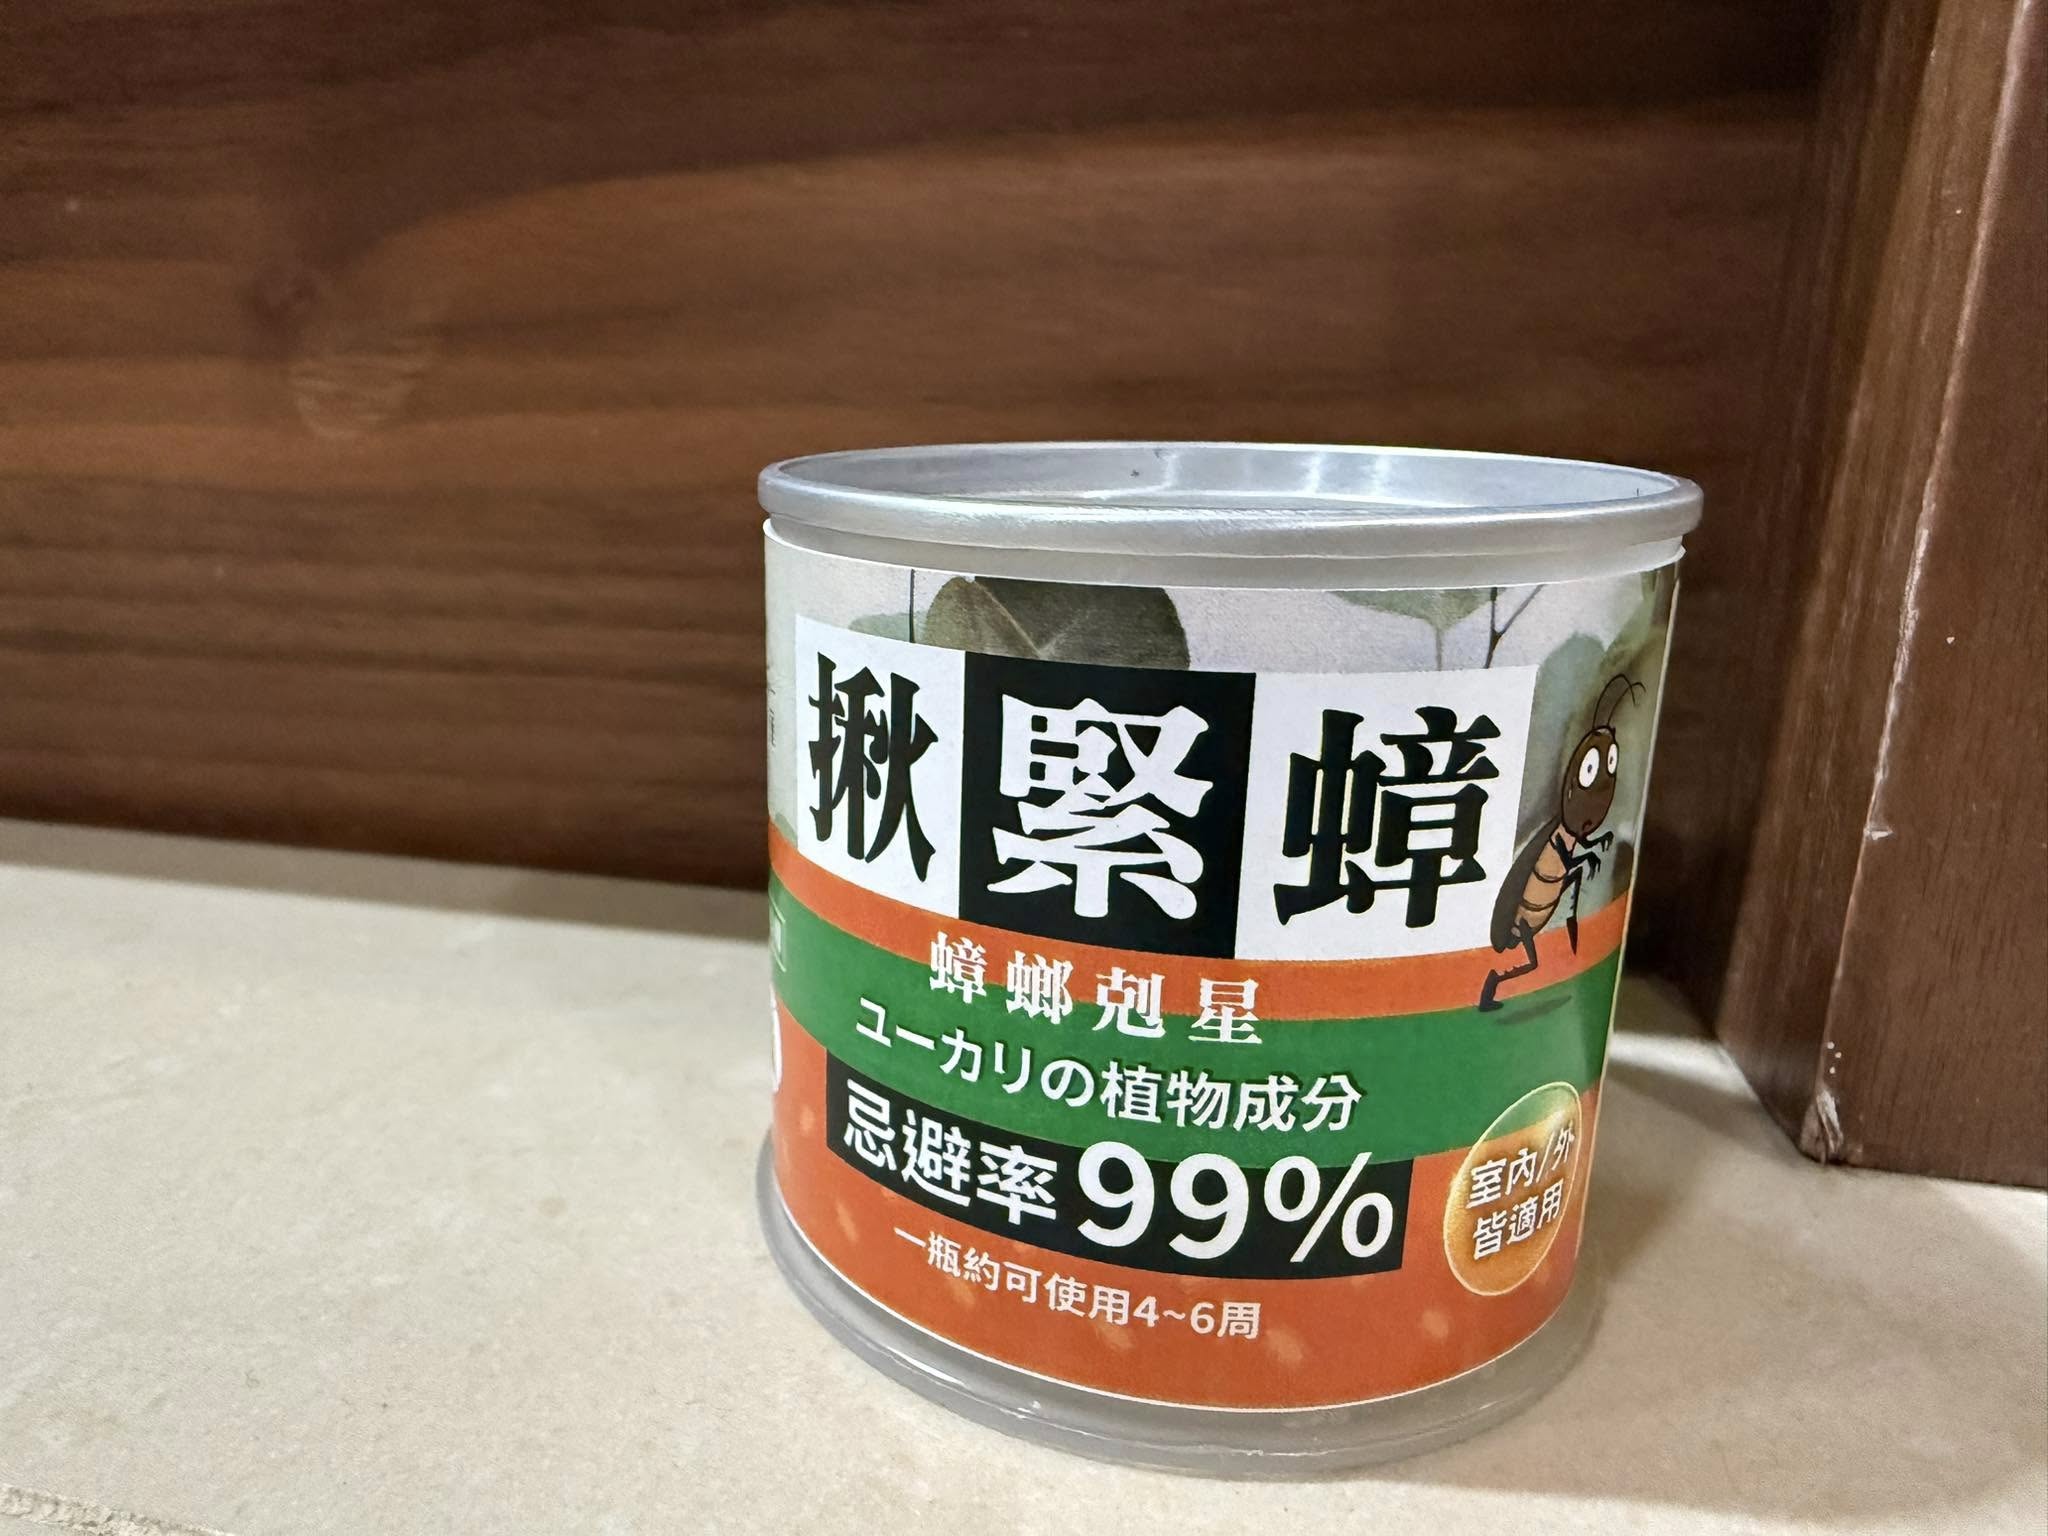 揪緊蟑
蟑螂剋星
ユーカリの植物成分
忌避率99%
一瓶約可使用4~6周
室內/外
皆適用